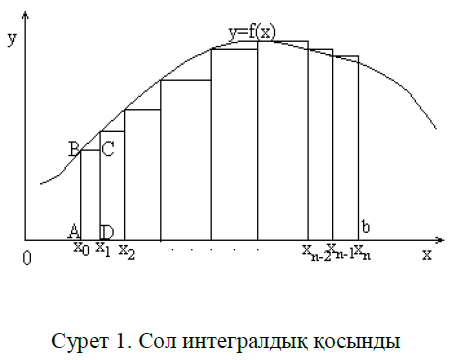 y
y=f(x)
B C
A D b
x0 x1 x2 . . . . . xn-2 xn-1 xn
0 x
Сурет 1. Сол интегралдық қосынды